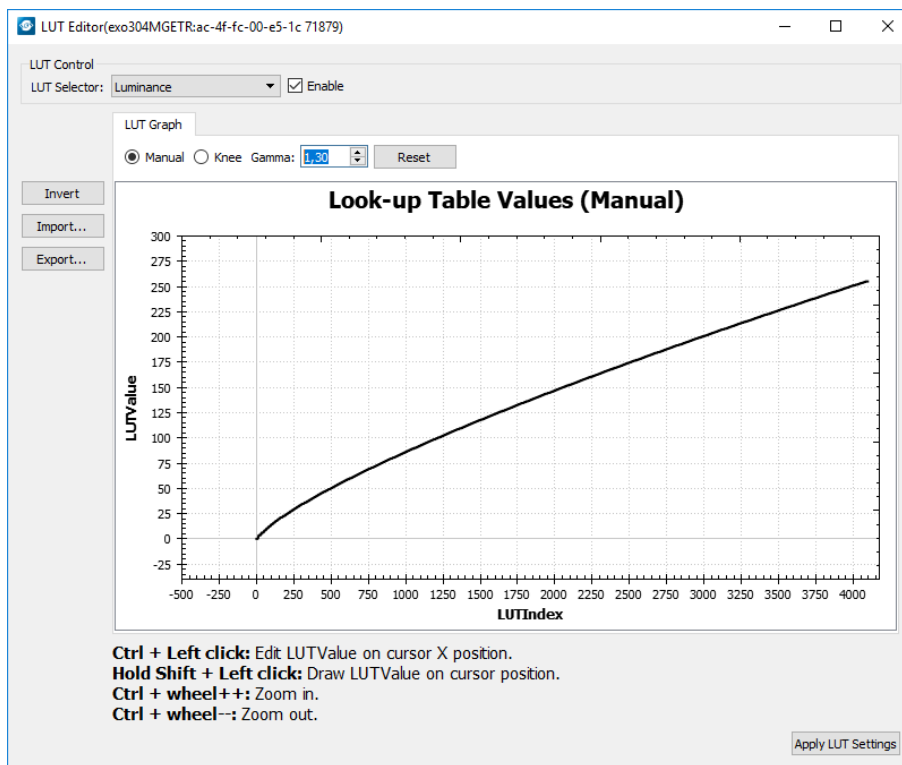 LUT Editor(exo304MGETR:ac-4f-fc-00-e5-1c 71879)
LUT Control
LUT Selector: Luminance Enable
LUT Graph
Manual Knee Gamma: 1,30 Reset
Invert
Import...
Export...
Look-up Table Values (Manual)
300
275
250
225
200
175
150
125
100
75
50
25
0
-25
LUTValue
-500 -250 0 250 500 750 1000 1250 1500 1750 2000 2250 2500 2750 3000 3250 3500 3750 4000
LUTIndex
Ctrl + Left click: Edit LUTValue on cursor X position.
Hold Shift + Left click: Draw LUTValue on cursor position.
Ctrl + wheel++: Zoom in.
Ctrl + wheel--: Zoom out.
Apply LUT Settings